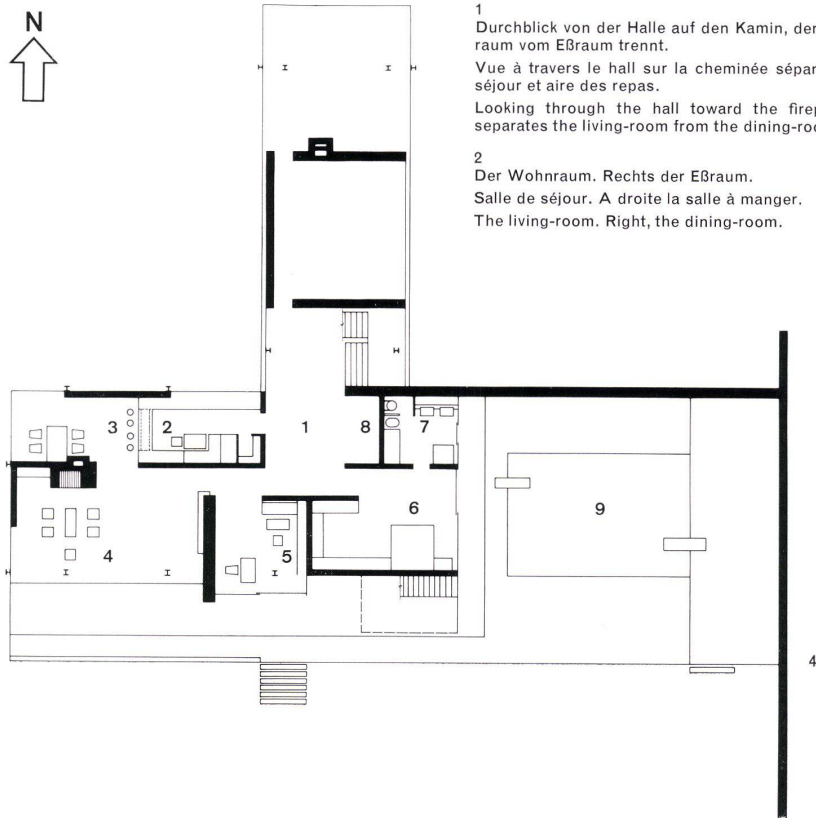 N
1
Durchblick von der Halle auf den Kamin, der
raum vom Eßraum trennt.
Vue à travers le hall sur la cheminée sépar
séjour et aire des repas.
Looking through the hall toward the firep
separates the living-room from the dining-roo
2
Der Wohnraum. Rechts der Eßraum.
Salle de séjour. A droite la salle à manger.
The living-room. Right, the dining-room.
3
2
1
8
7
6
9
4
5
4